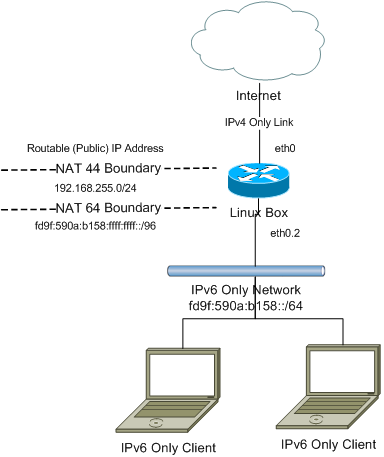 Internet
IPv4 Only Link
Routable (Public) IP Address
eth0
NAT 44 Boundary
192.168.255.0/24
NAT 64 Boundary
Linux Box
fd9f:590a:b158:ffff:ffff::/96
eth0.2
IPv6 Only Network
fd9f:590a:b158::/64
IPv6 Only Client
IPv6 Only Client